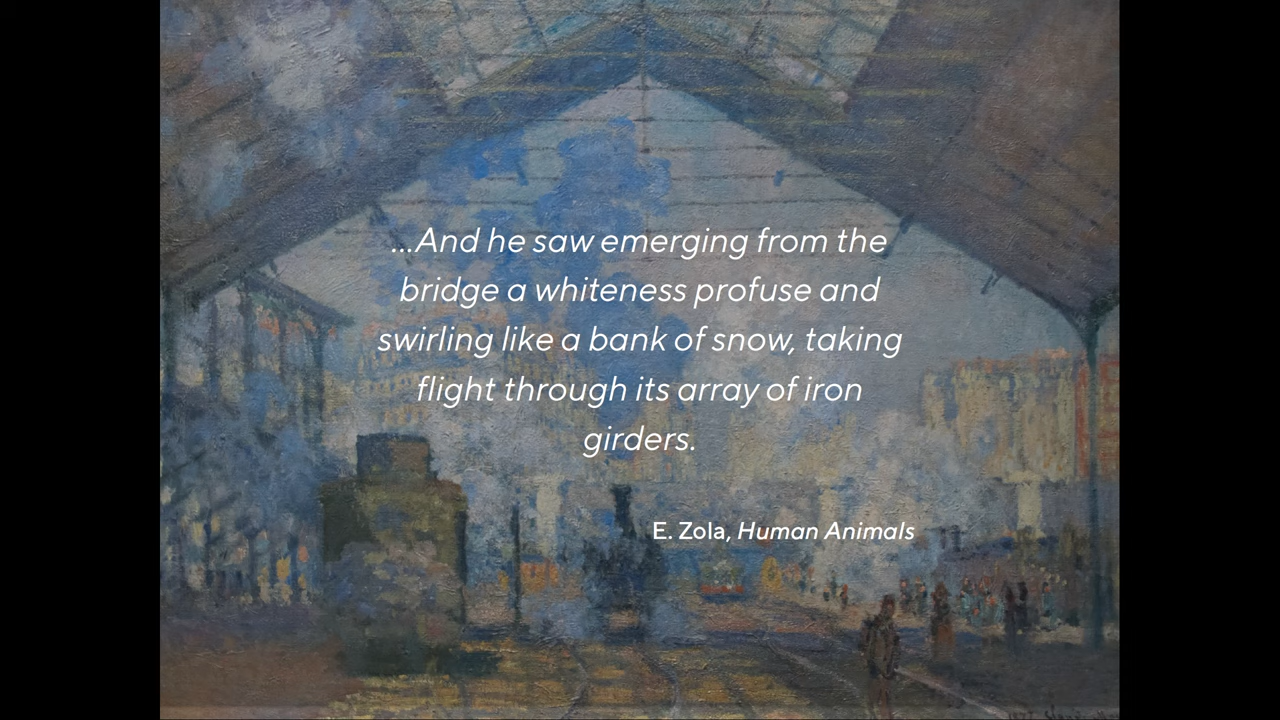 ...And he saw emerging from the
bridge a whiteness profuse and
swirling like a bank of snow, taking
flight through its array of iron
girders.
E. Zola, Human Animals